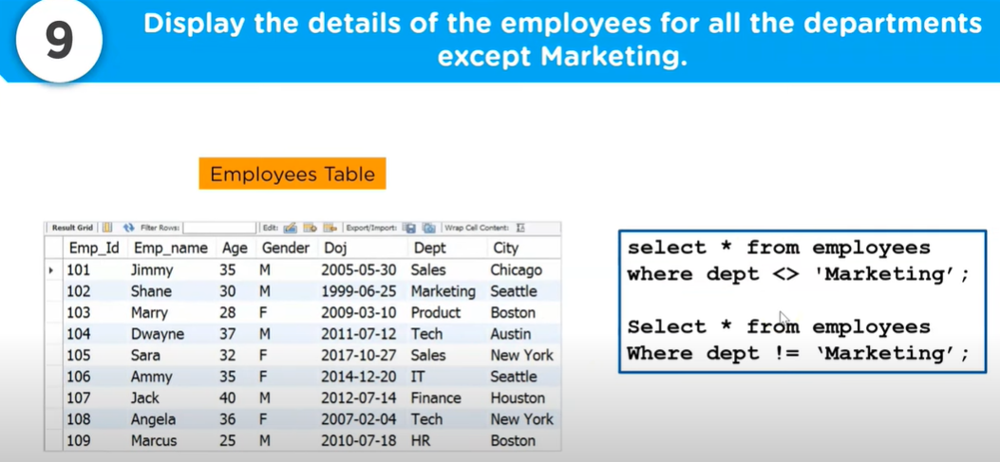 9
Display the details of the employees for all the departments
except Marketing.
Employees Table
Result Grid Filter Rows: Edit: Export/Import: Wrap Cell Content:
Emp_Id Emp_name Age Gender Doj Dept City
101 Jimmy 35 M 2005-05-30 Sales Chicago
102 Shane 30 M 1999-06-25 Marketing Seattle
103 Marry 28 F 2009-03-10 Product Boston
104 Dwayne 37 M 2011-07-12 Tech Austin
105 Sara 32 F 2017-10-27 Sales New York
106 Ammy 35 F 2014-12-20 IT Seattle
107 Jack 40 M 2012-07-14 Finance Houston
108 Angela 36 F 2007-02-04 Tech New York
109 Marcus 25 M 2010-07-18 HR Boston
select * from employees
where dept <> 'Marketing’;
Select * from employees
Where dept != ‘Marketing’;